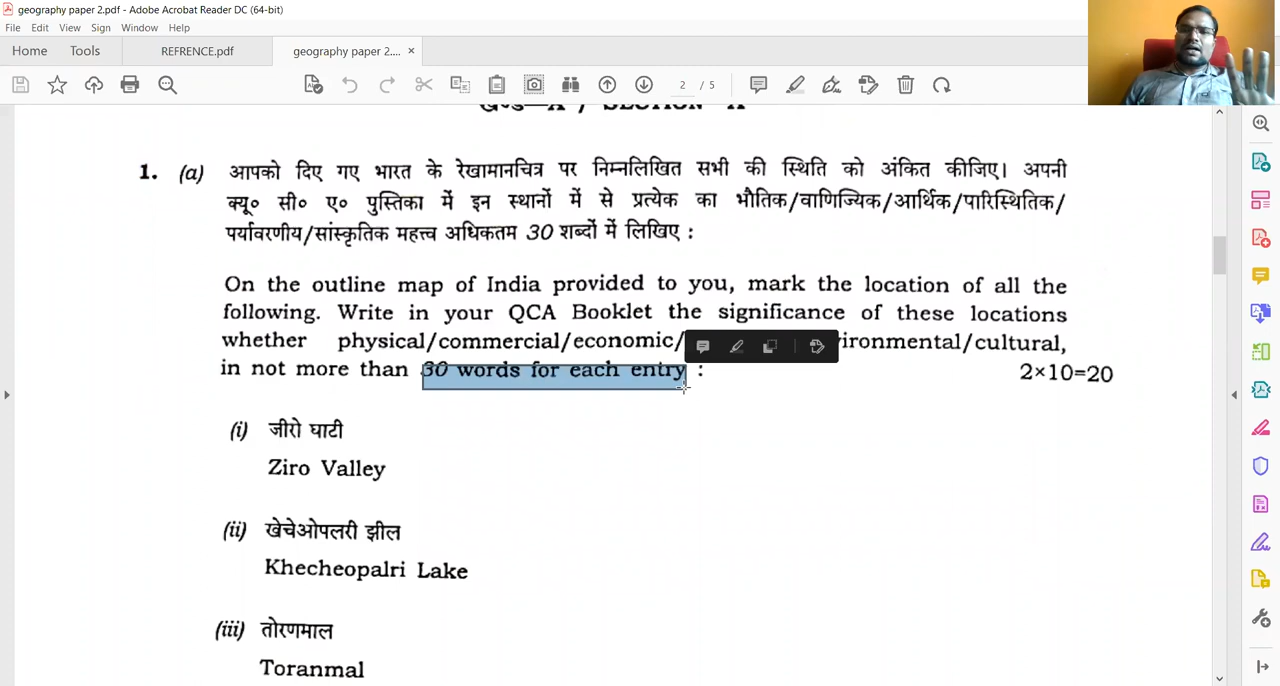 geography paper 2.pdf - Adobe Acrobat Reader DC (64-bit)
File Edit View Sign Window Help
Home Tools REFRENCE.pdf geography paper 2.... ×
2 / 5
SECTION
1. (a) आपको दिए गए भारत के रेखामानचित्र पर निम्नलिखित सभी की स्थिति को अंकित कीजिए। अपनी
क्यू० सी० ए० पुस्तिका में इन स्थानों में से प्रत्येक का भौतिक/वाणिज्यिक/आर्थिक/पारिस्थितिक/
पर्यावरणीय/सांस्कृतिक महत्त्व अधिकतम 30 शब्दों में लिखिए :
On the outline map of India provided to you, mark the location of all the
following. Write in your QCA Booklet the significance of these locations
whether physical/commercial/economic/ ironmental/cultural,
in not more than 30 words for each entry : 2×10=20
(i) जीरो घाटी
Ziro Valley
(ii) खेचेओपलरी झील
Khecheopalri Lake
(iii) तोरणमाल
Toranmal